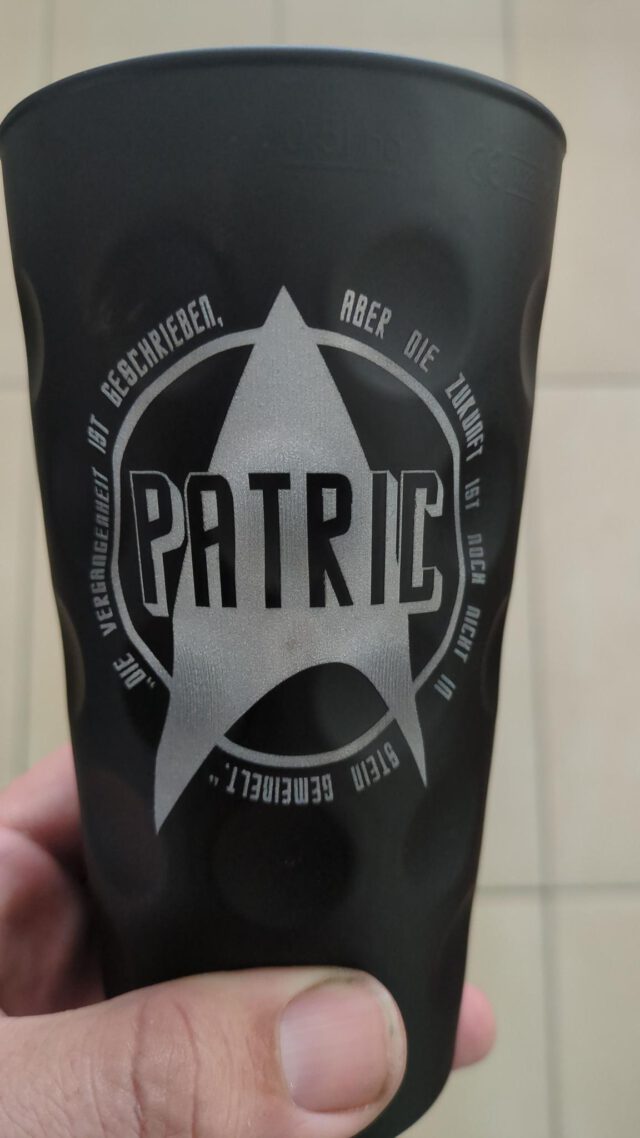 „DIE VERGANGENHEIT IST GESCHRIEBEN, ABER DIE ZUKUNFT IST NOCH NICHT IN STEIN GEMEIßELT.“
PATRIC